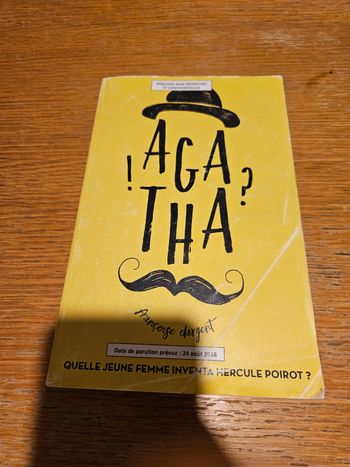 ÉPREUVES NON DÉFINITIVES
ET CONFIDENTIELLES
! AGA
THA ?
Françoise d'argent
Date de parution prévue : 24 août 2016
QUELLE JEUNE FEMME INVENTA HERCULE POIROT ?